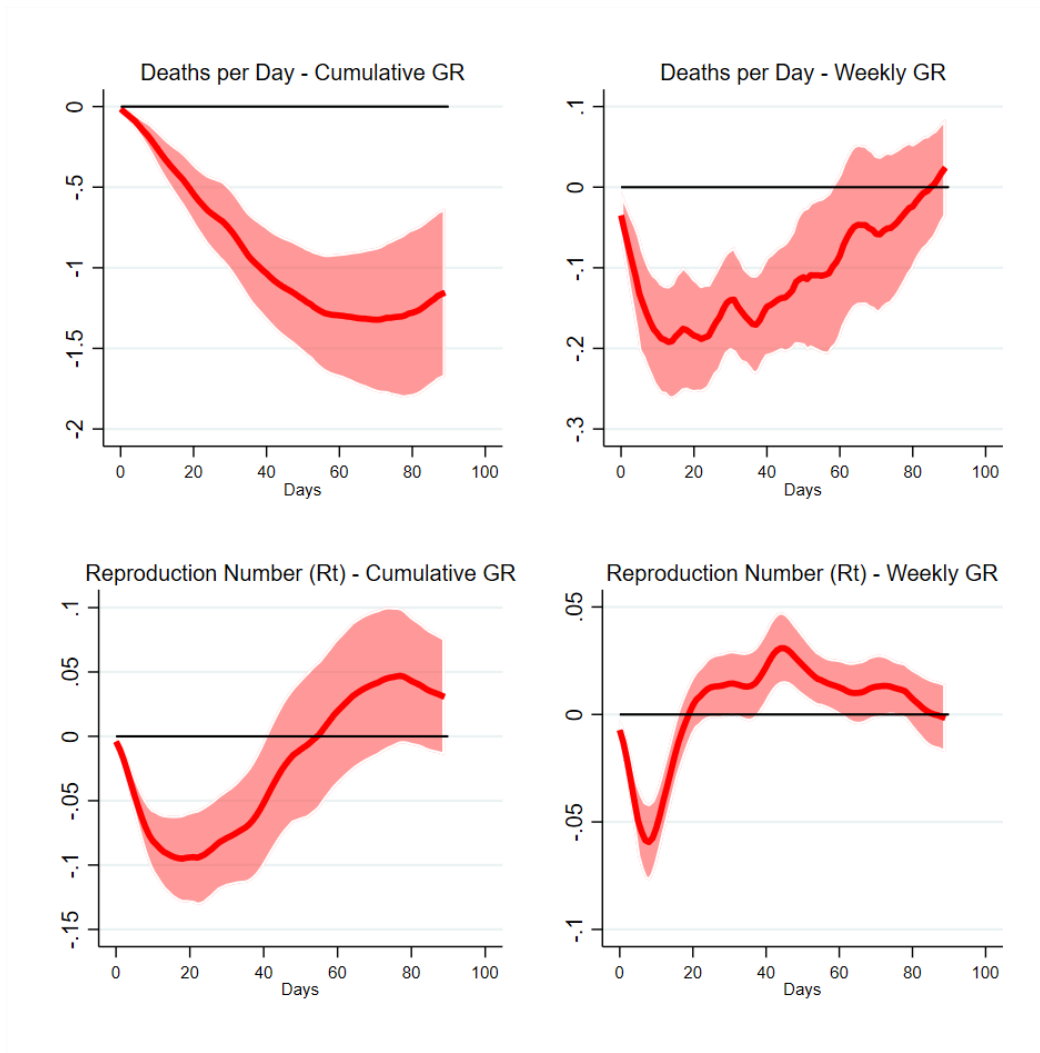 Deaths per Day - Cumulative GR
0
-.5
-1
-1.5
-2
0 20 40 60 80 100
Days
Deaths per Day - Weekly GR
.1
0
-.1
-.2
-.3
0 20 40 60 80 100
Days
Reproduction Number (Rt) - Cumulative GR
.1
.05
0
-.05
-.1
-.15
0 20 40 60 80 100
Days
Reproduction Number (Rt) - Weekly GR
.05
0
-.05
-.1
0 20 40 60 80 100
Days